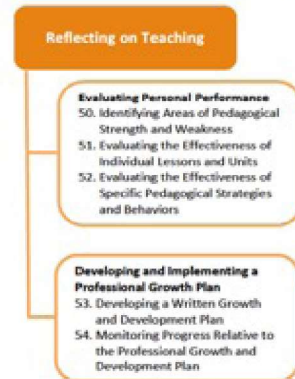 Reflecting on Teaching
Evaluating Personal Performance
50. Identifying Areas of Pedagogical
Strength and Weakness
51. Evaluating the Effectiveness of
Individual Lessons and Units
52. Evaluating the Effectiveness of
Specific Pedagogical Strategies
and Behaviors
Developing and Implementing a
Professional Growth Plan
53. Developing a Written Growth
and Development Plan
54. Monitoring Progress Relative to
the Professional Growth and
Development Plan